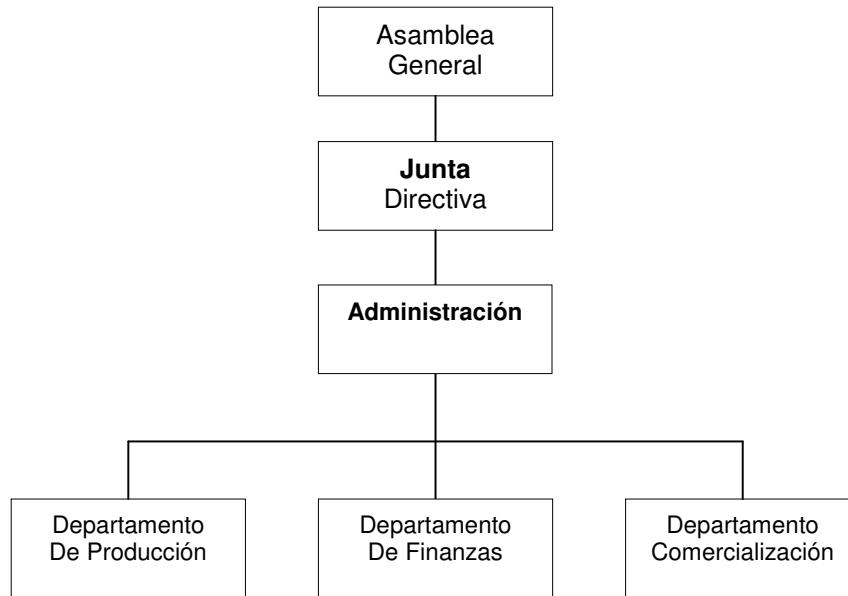 Asamblea
General
Junta
Directiva
Administración
Departamento
De Producción
Departamento
De Finanzas
Departamento
Comercialización